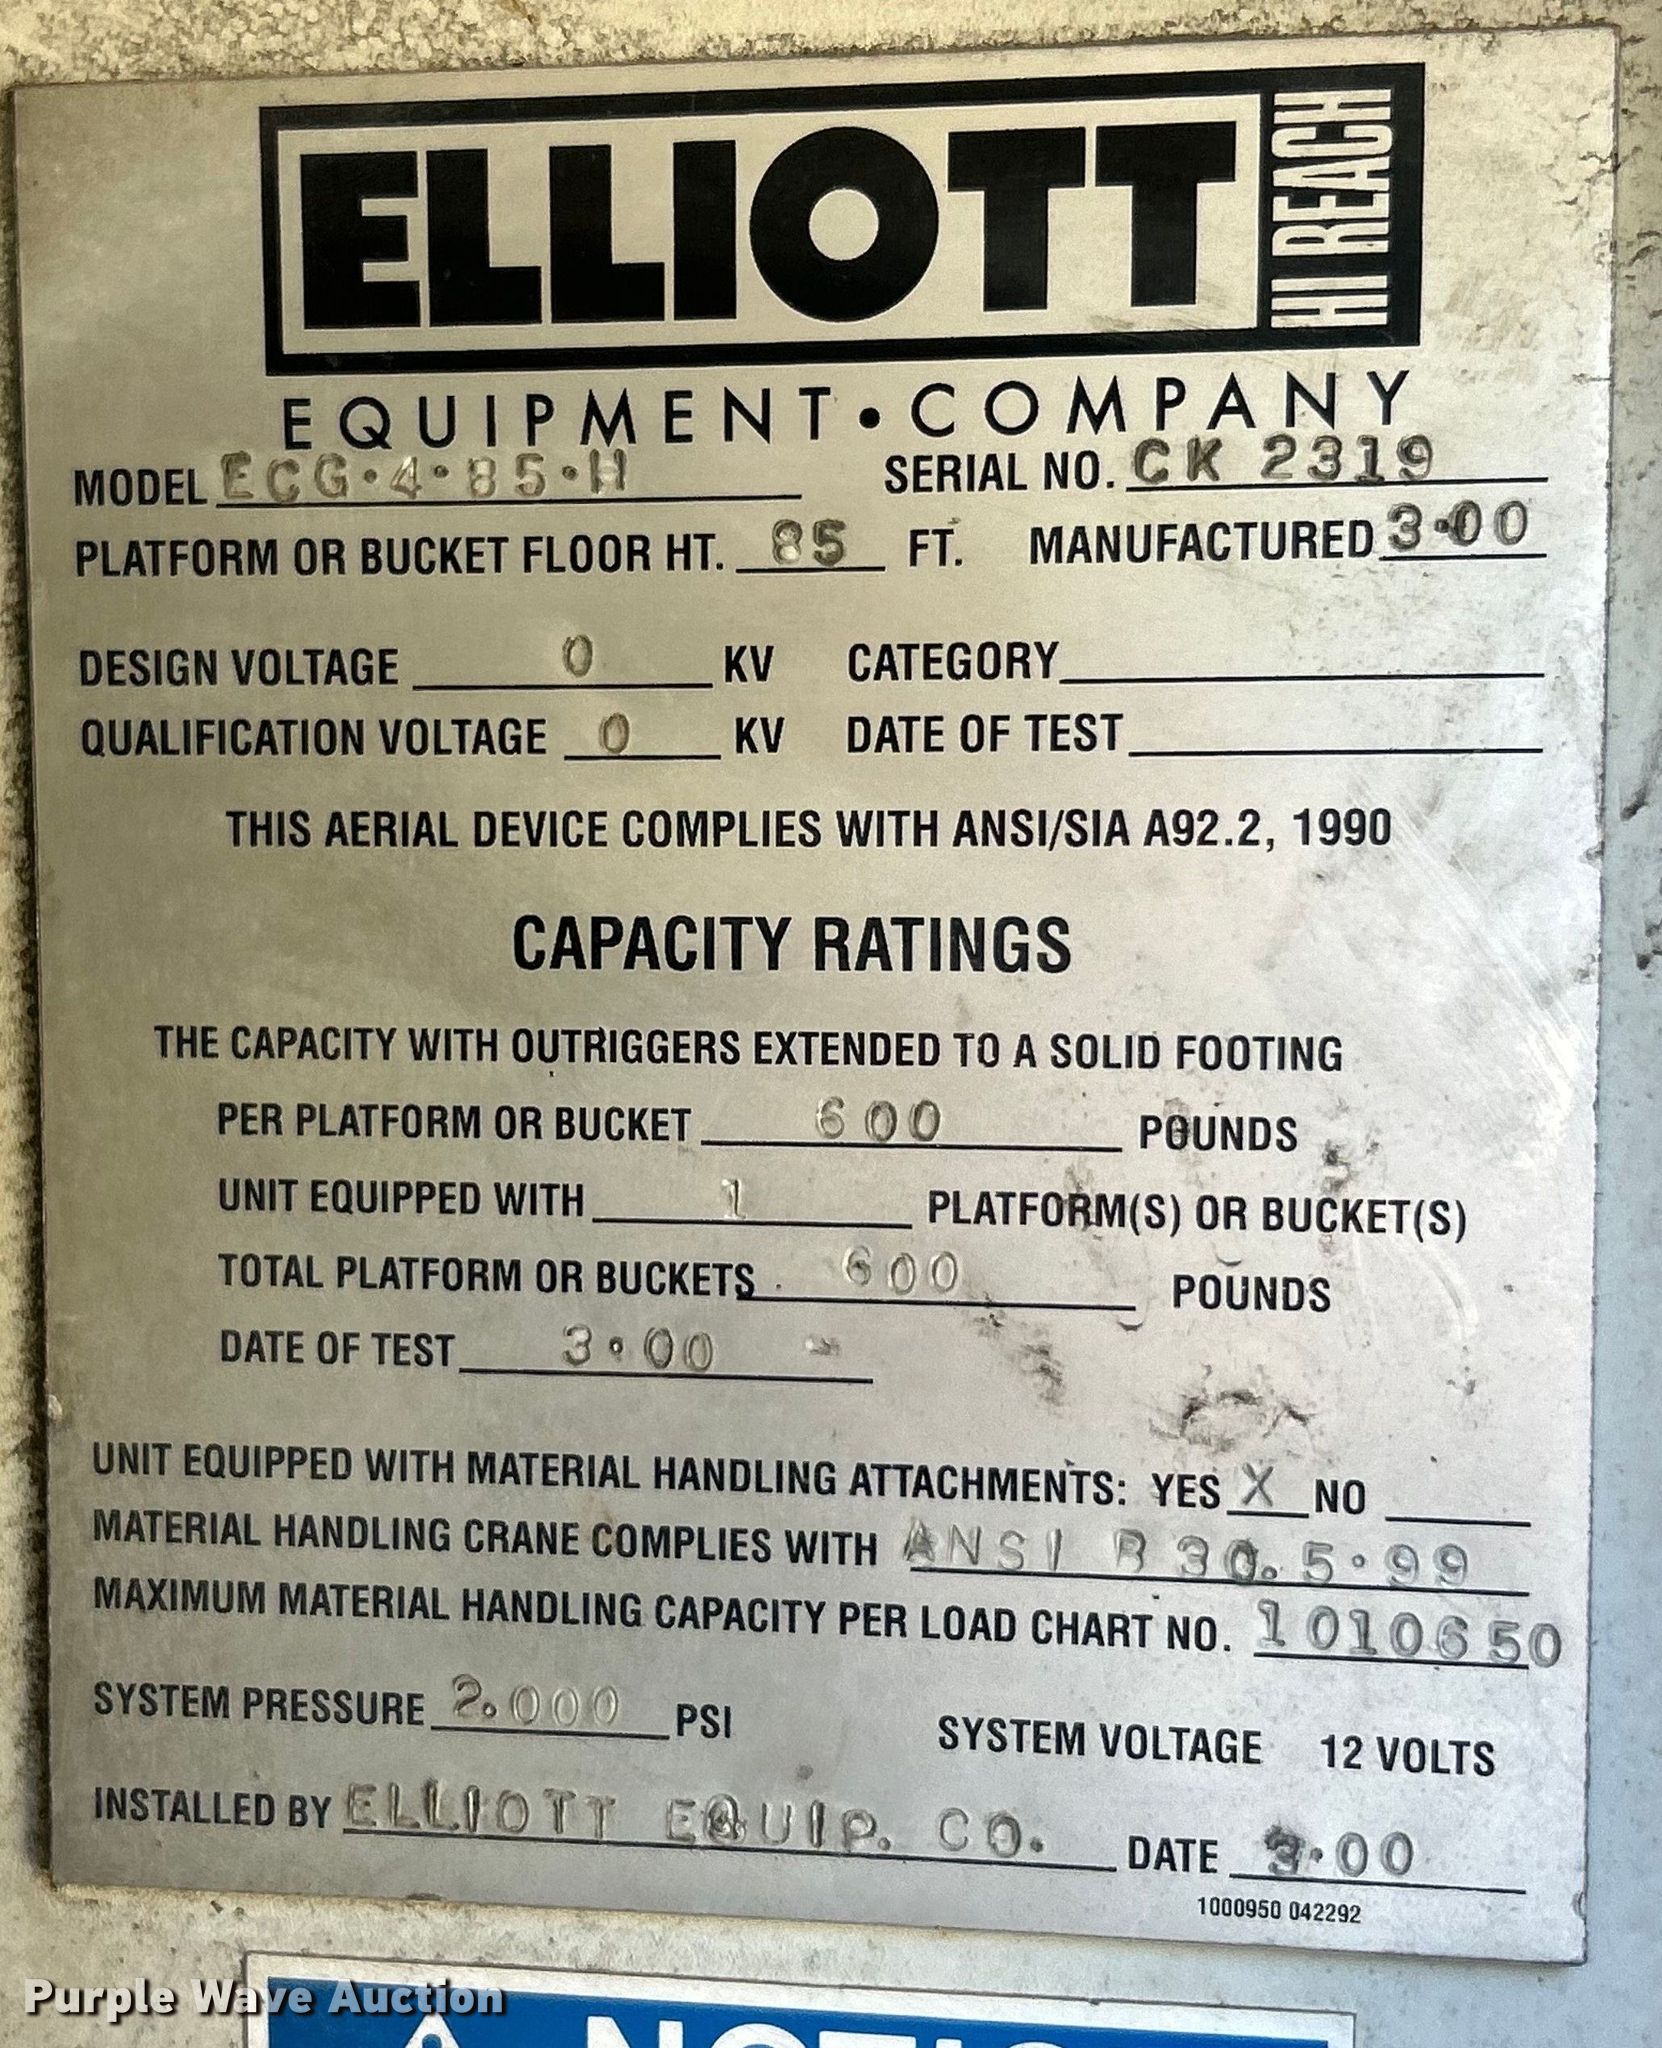 ELLIOTT HI REACH
EQUIPMENT • COMPANY
MODEL ECG·4·85·H SERIAL NO. CK 2319
PLATFORM OR BUCKET FLOOR HT. 85 FT. MANUFACTURED 3·00
DESIGN VOLTAGE 0 KV CATEGORY
QUALIFICATION VOLTAGE 0 KV DATE OF TEST
THIS AERIAL DEVICE COMPLIES WITH ANSI/SIA A92.2, 1990
CAPACITY RATINGS
THE CAPACITY WITH OUTRIGGERS EXTENDED TO A SOLID FOOTING
PER PLATFORM OR BUCKET 600 POUNDS
UNIT EQUIPPED WITH 1 PLATFORM(S) OR BUCKET(S)
TOTAL PLATFORM OR BUCKETS 600 POUNDS
DATE OF TEST 3·00
UNIT EQUIPPED WITH MATERIAL HANDLING ATTACHMENTS: YES X NO
MATERIAL HANDLING CRANE COMPLIES WITH ANSI B 30.5·99
MAXIMUM MATERIAL HANDLING CAPACITY PER LOAD CHART NO. 1010650
SYSTEM PRESSURE 2.000 PSI SYSTEM VOLTAGE 12 VOLTS
INSTALLED BY ELLIOTT EQUIP. CO. DATE 3·00
1000950 042292
Purple Wave Auction